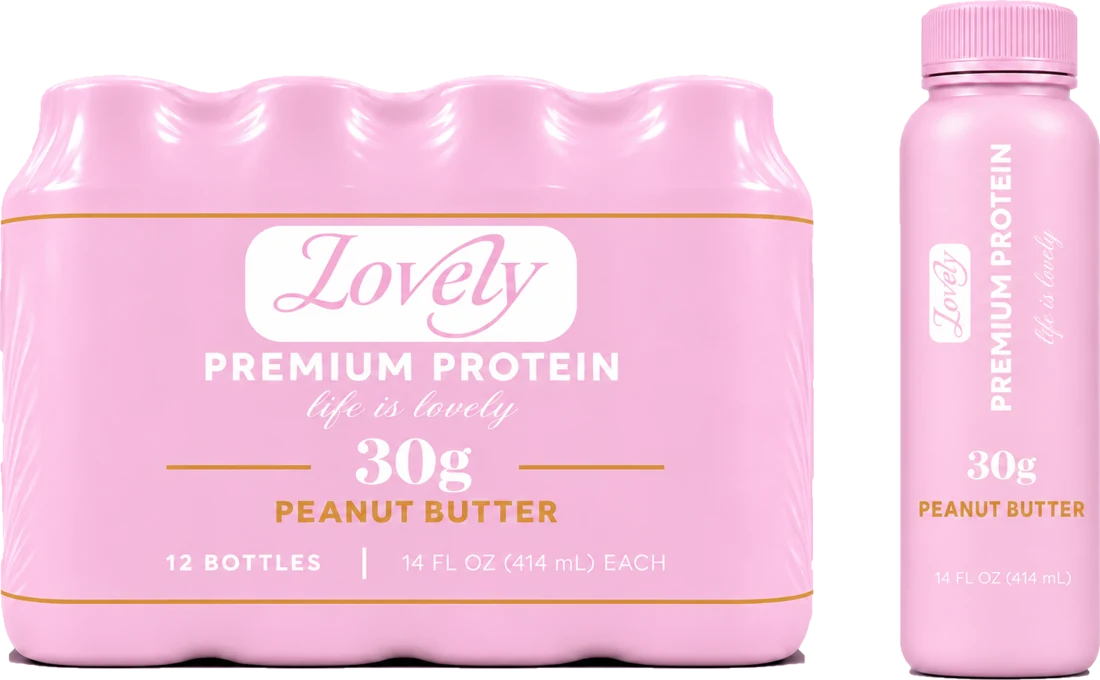 Lovely
PREMIUM PROTEIN
life is lovely
30g
PEANUT BUTTER
12 BOTTLES | 14 FL OZ (414 mL) EACH
Lovely
PREMIUM PROTEIN
life is lovely
30g
PEANUT BUTTER
14 FL OZ (414 mL)